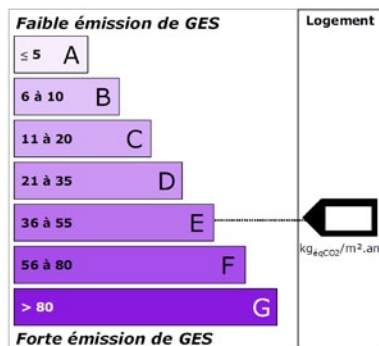 Faible émission de GES
Logement
≤ 5 A
6 à 10 B
11 à 20 C
21 à 35 D
36 à 55 E
56 à 80 F
> 80 G
kgéqCO2/m².an
Forte émission de GES